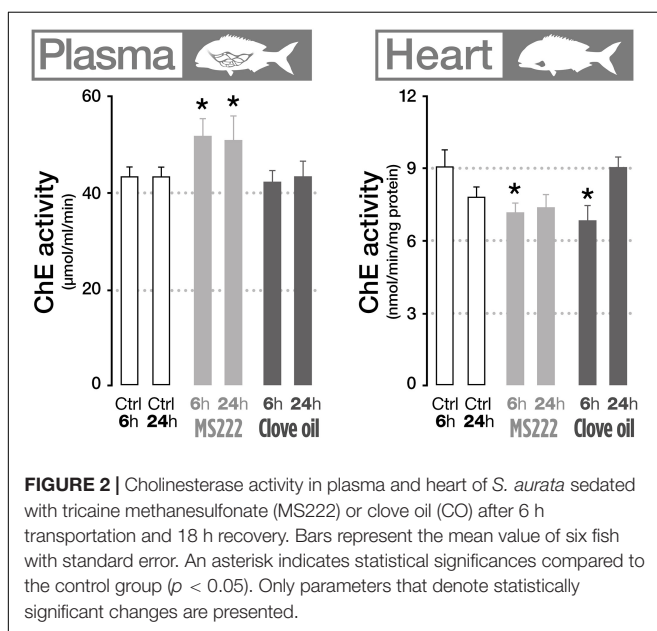 Plasma
60
40
20
0
ChE activity
(µmol/ml/min)
* *
Ctrl Ctrl 6h 24h 6h 24h
6h 24h MS222 Clove oil
Heart
12
9
6
3
0
ChE activity
(nmol/min/mg protein)
* *
Ctrl Ctrl 6h 24h 6h 24h
6h 24h MS222 Clove oil
FIGURE 2 | Cholinesterase activity in plasma and heart of S. aurata sedated
with tricaine methanesulfonate (MS222) or clove oil (CO) after 6 h
transportation and 18 h recovery. Bars represent the mean value of six fish
with standard error. An asterisk indicates statistical significances compared to
the control group (p < 0.05). Only parameters that denote statistically
significant changes are presented.